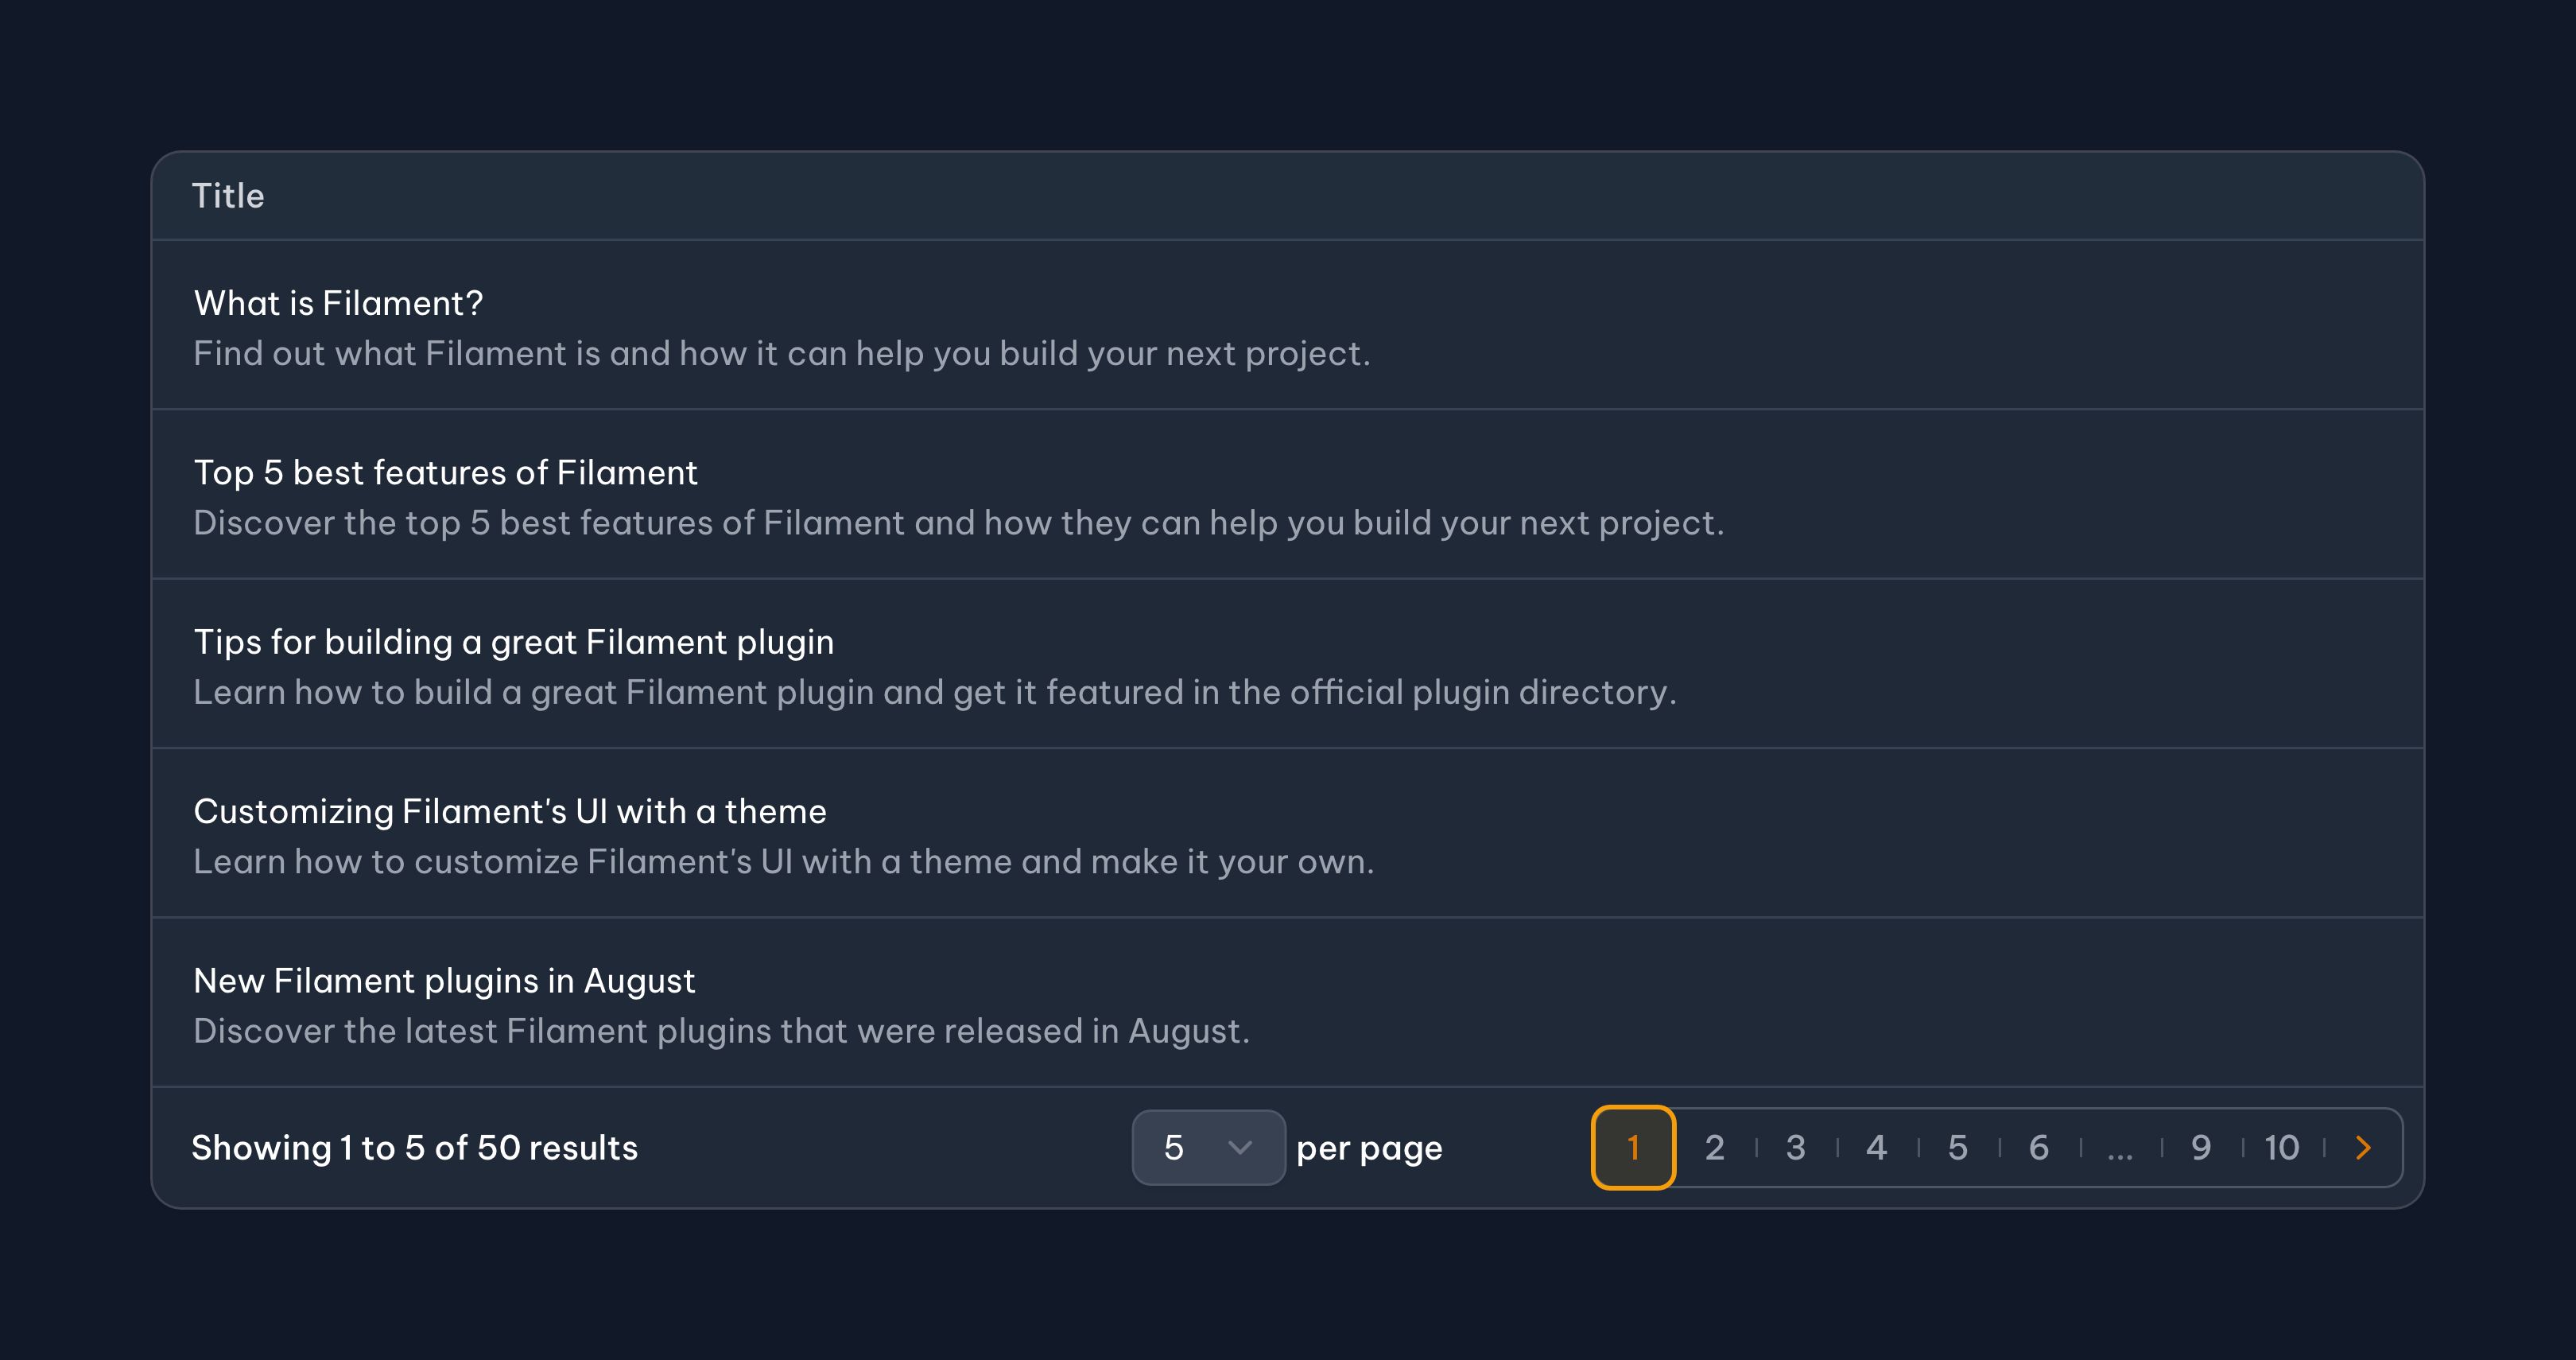 Title
What is Filament?
Find out what Filament is and how it can help you build your next project.
Top 5 best features of Filament
Discover the top 5 best features of Filament and how they can help you build your next project.
Tips for building a great Filament plugin
Learn how to build a great Filament plugin and get it featured in the official plugin directory.
Customizing Filament's UI with a theme
Learn how to customize Filament's UI with a theme and make it your own.
New Filament plugins in August
Discover the latest Filament plugins that were released in August.
Showing 1 to 5 of 50 results 5 per page 1 2 3 4 5 6 ... 9 10